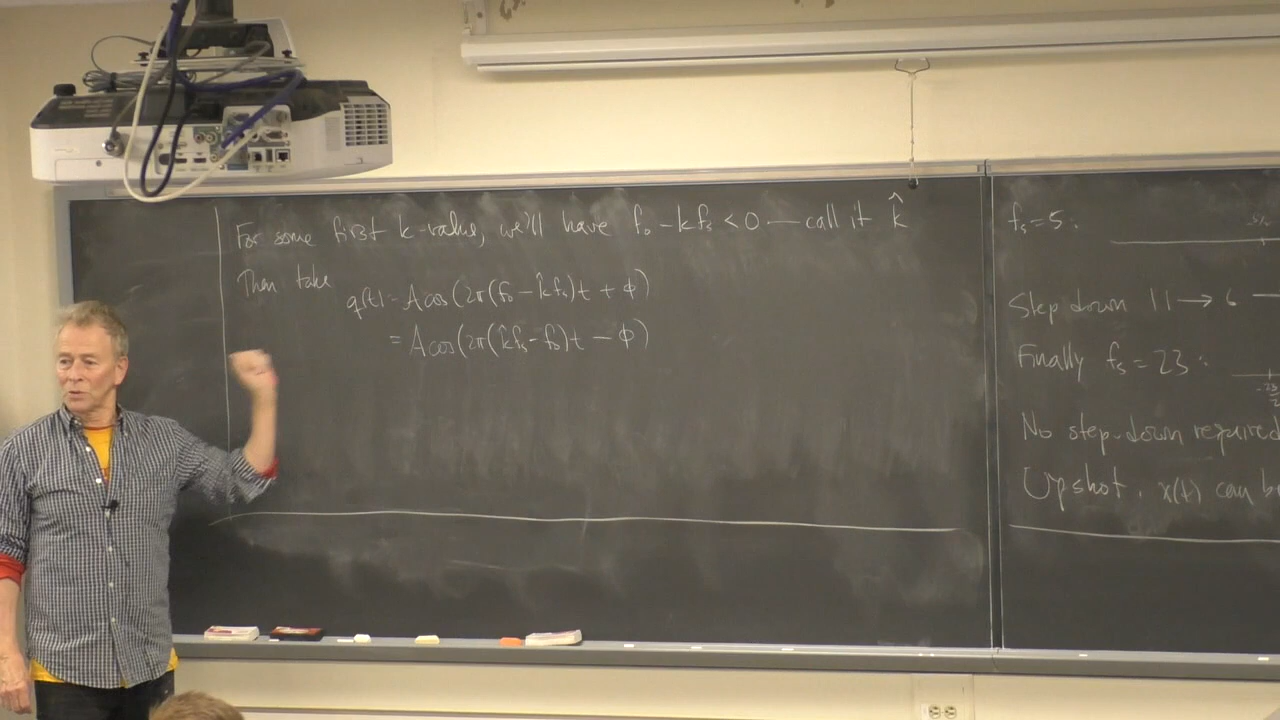 For some first k-value, we'll have f₀ - kfₛ < 0 — call it k̂
Then take
q(t) = A cos(2π(f₀ - k̂fₛ)t + ϕ)
= A cos(2π(k̂fₛ - f₀)t - ϕ)
fₛ = 5:
Step down 11 → 6
Finally fₛ = 23:
No step-down required
Upshot, x(t) can be